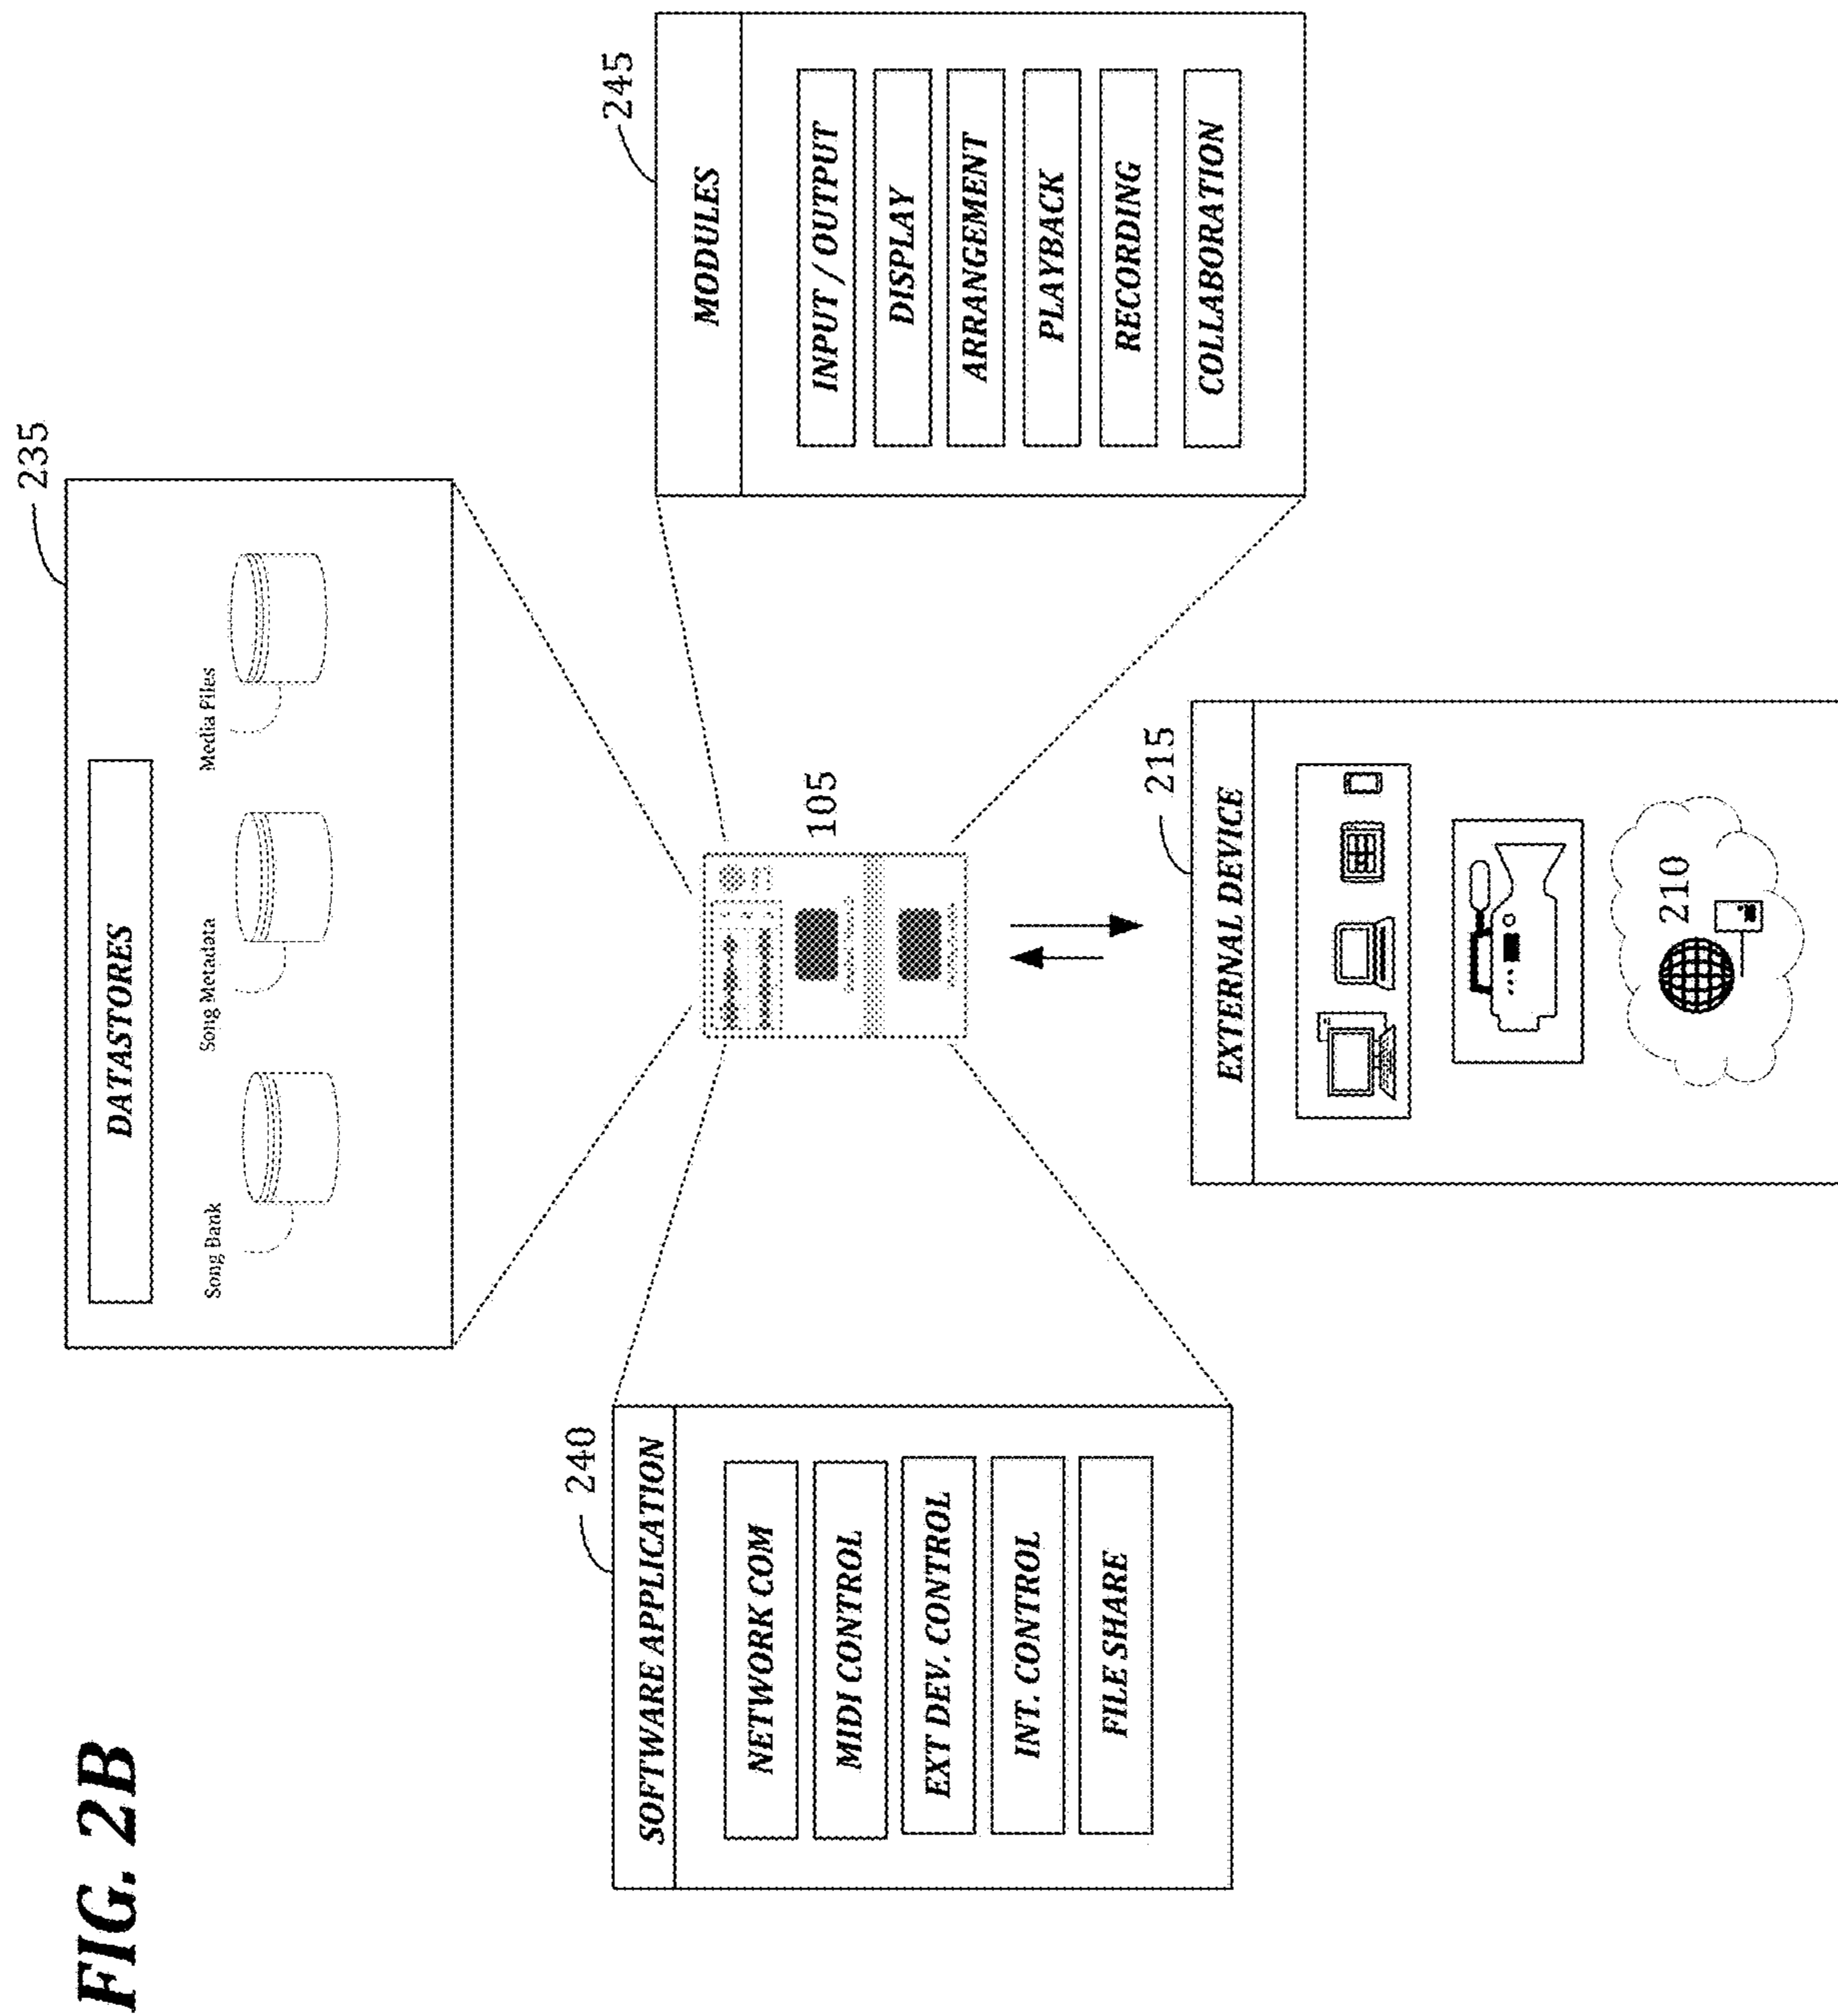 FIG. 2B
235
DATASTORES
Song Bank
Song Metadata
Media Files
240
SOFTWARE APPLICATION
NETWORK COM
MIDI CONTROL
EXT DEV. CONTROL
INT. CONTROL
FILE SHARE
105
245
MODULES
INPUT / OUTPUT
DISPLAY
ARRANGEMENT
PLAYBACK
RECORDING
COLLABORATION
215
EXTERNAL DEVICE
210